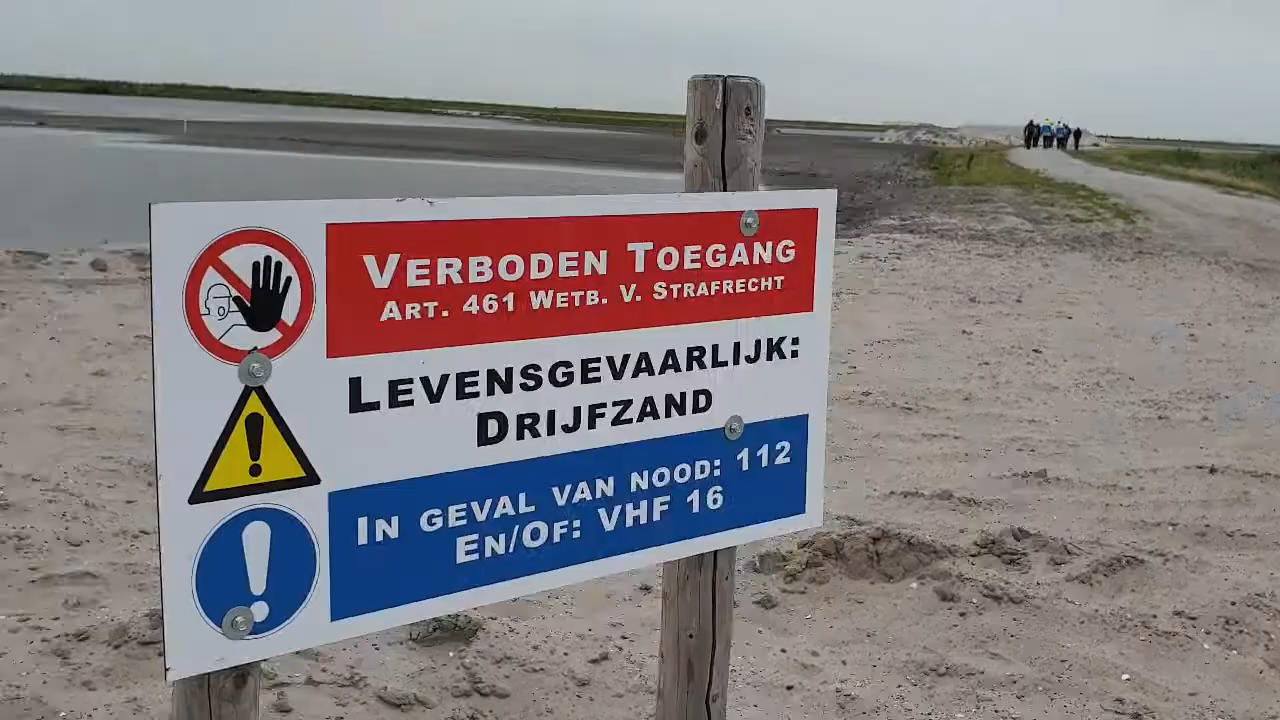 VERBODEN TOEGANG
ART. 461 WETB. V. STRAFRECHT
LEVENSGEVAARLIJK:
DRIJFZAND
IN GEVAL VAN NOOD: 112
EN/OF: VHF 16